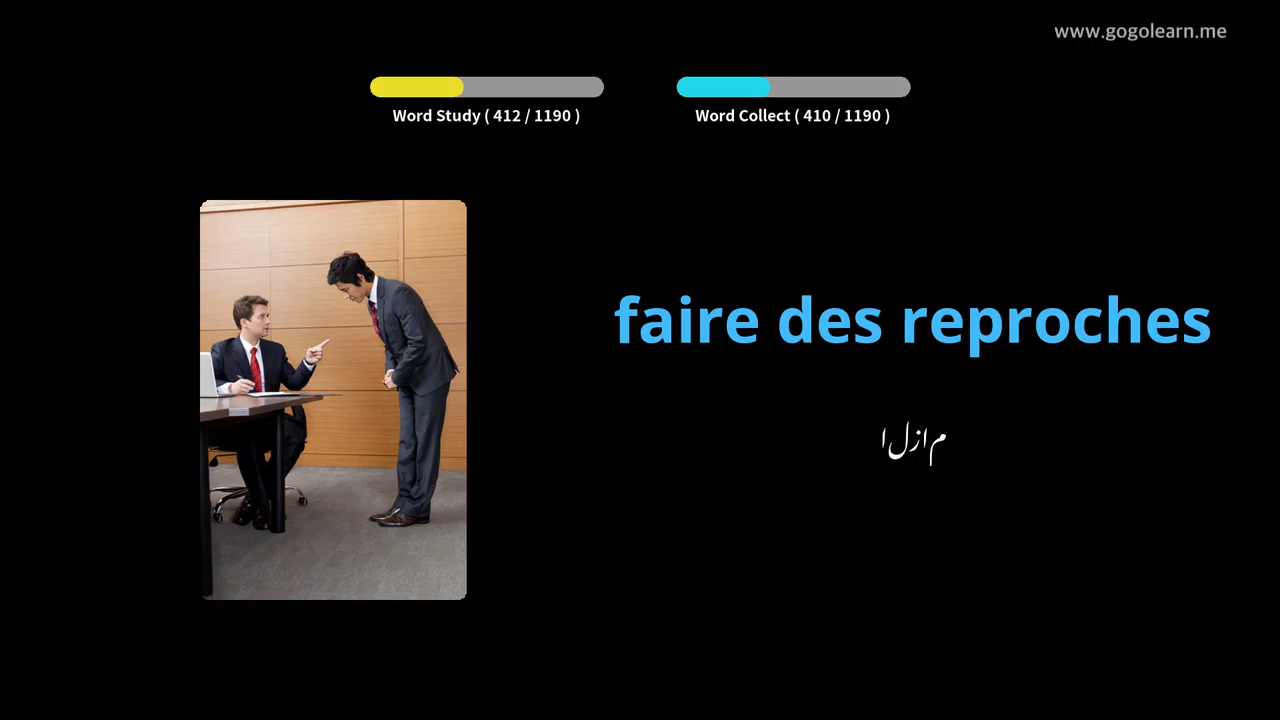 www.gogolearn.me
Word Study ( 412 / 1190 )
Word Collect ( 410 / 1190 )
faire des reproches
الزام